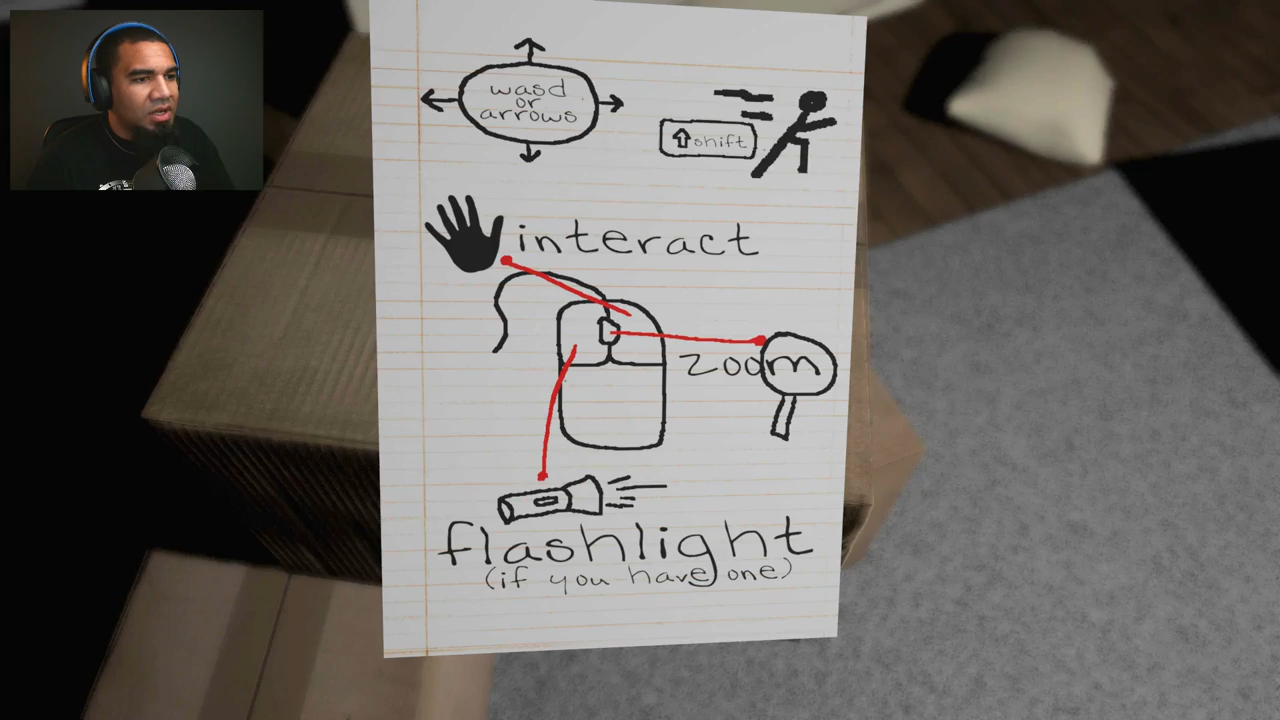 wasd
or
arrows
shift
interact
zoom
flashlight
(if you have one)